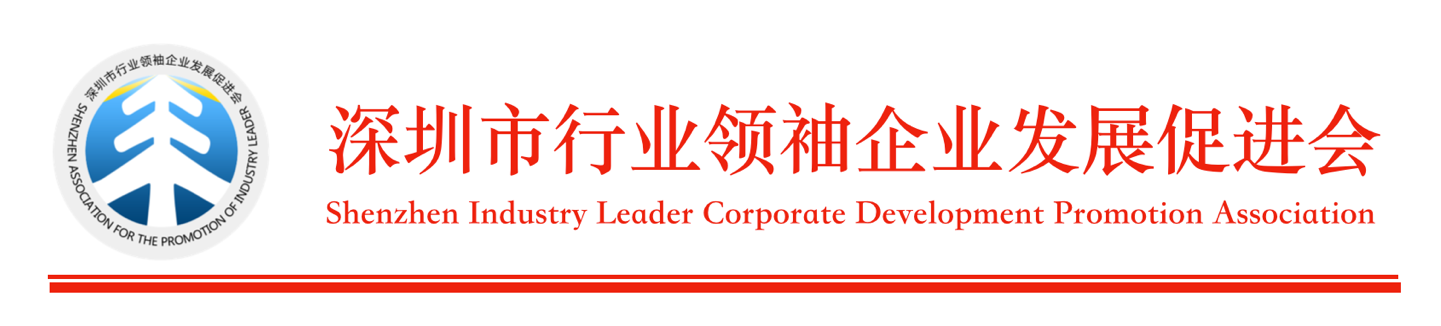 深圳市行业领袖企业发展促进会
SHENZHEN ASSOCIATION FOR THE PROMOTION OF INDUSTRY LEADER
深圳市行业领袖企业发展促进会
Shenzhen Industry Leader Corporate Development Promotion Association